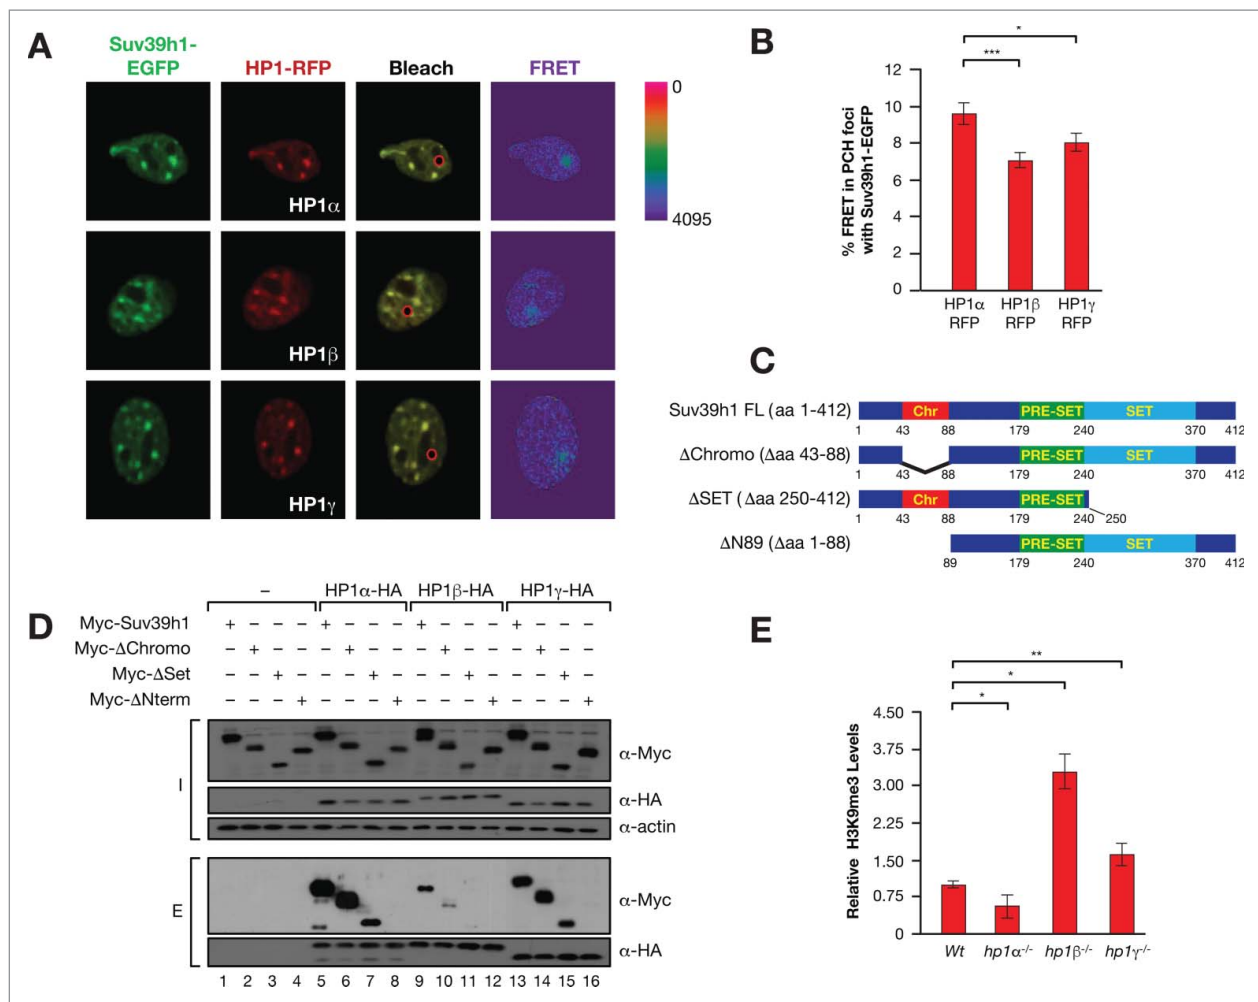 A
Suv39h1-
EGFP
HP1-RFP
Bleach
FRET
HP1α
HP1β
HP1γ
0
4095
B
*
***
% FRET in PCH foci
with Suv39h1-EGFP
12
10
8
6
4
2
0
HP1α
RFP
HP1β
RFP
HP1γ
RFP
C
Suv39h1 FL (aa 1-412)
Chr
PRE-SET
SET
1 43 88 179 240 370 412
ΔChromo (Δaa 43-88)
PRE-SET
SET
1 43 88 179 240 370 412
ΔSET (Δaa 250-412)
Chr
PRE-SET
1 43 88 179 240 250
ΔN89 (Δaa 1-88)
PRE-SET
SET
89 179 240 370 412
D
– HP1α-HA HP1β-HA HP1γ-HA
Myc-Suv39h1 + – – – + – – – + – – – + – – –
Myc-ΔChromo – + – – – + – – – + – – – + – –
Myc-ΔSet – – + – – – + – – – + – – – + –
Myc-ΔNterm – – – + – – – + – – – + – – – +
I
α-Myc
α-HA
α-actin
E
α-Myc
α-HA
1 2 3 4 5 6 7 8 9 10 11 12 13 14 15 16
E
**
*
*
Relative H3K9me3 Levels
4.50
3.75
3.00
2.25
1.50
0.75
0
Wt hp1α-/- hp1β-/- hp1γ-/-